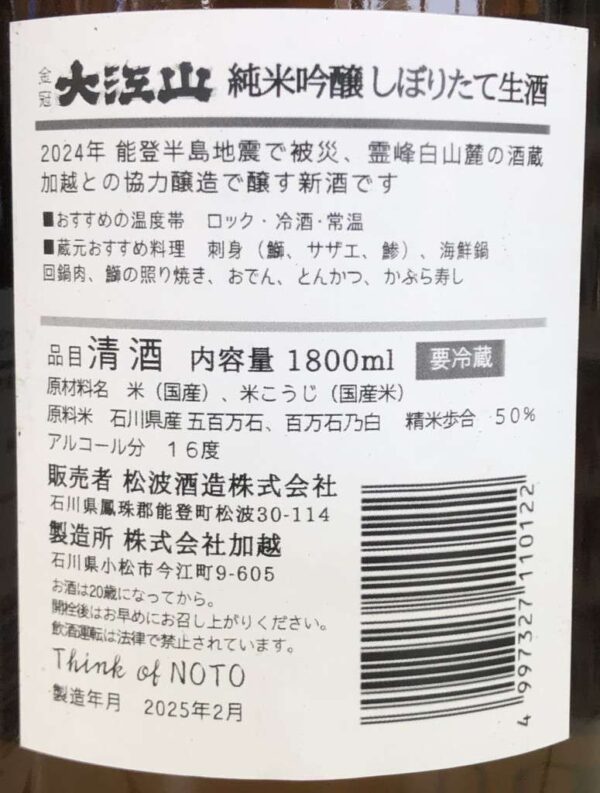 金冠 大江山 純米吟醸 しぼりたて生酒
2024年 能登半島地震で被災、霊峰白山麓の酒蔵
加越との協力醸造で醸す新酒です
■おすすめの温度帯 ロック・冷酒・常温
■蔵元おすすめ料理 刺身（鰤、サザエ、鯵）、海鮮鍋
回鍋肉、鰤の照り焼き、おでん、とんかつ、かぶら寿し
品目 清酒 内容量 1800ml 要冷蔵
原材料名 米（国産）、米こうじ（国産米）
原料米 石川県産 五百万石、百万石乃白 精米歩合 50%
アルコール分 16度
販売者 松波酒造株式会社
石川県鳳珠郡能登町松波30-114
製造所 株式会社加越
石川県小松市今江町9-605
お酒は20歳になってから。
開栓後はお早めにお召し上がりください。
飲酒運転は法律で禁止されています。
Think of NOTO
製造年月 2025年2月
4 997327 110122